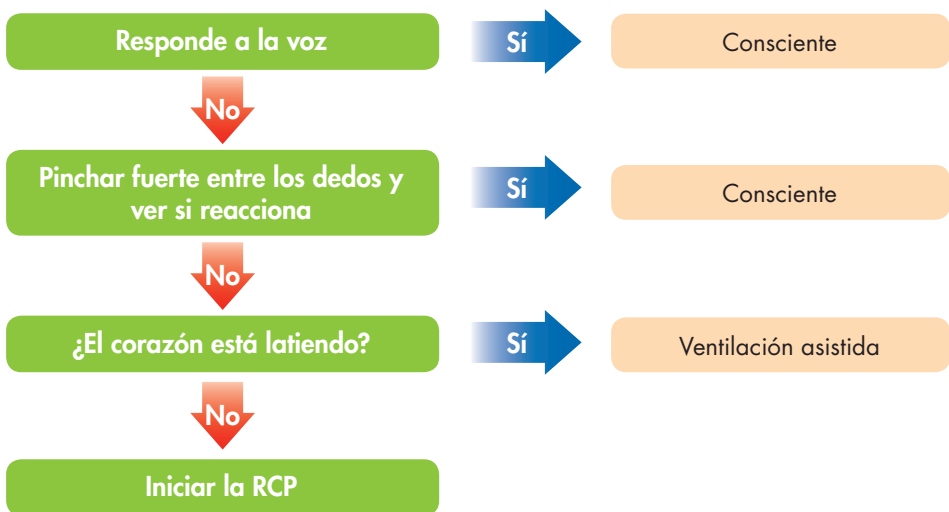 Responde a la voz
Sí
Consciente
No
Pinchar fuerte entre los dedos y
ver si reacciona
Sí
Consciente
No
¿El corazón está latiendo?
Sí
Ventilación asistida
No
Iniciar la RCP